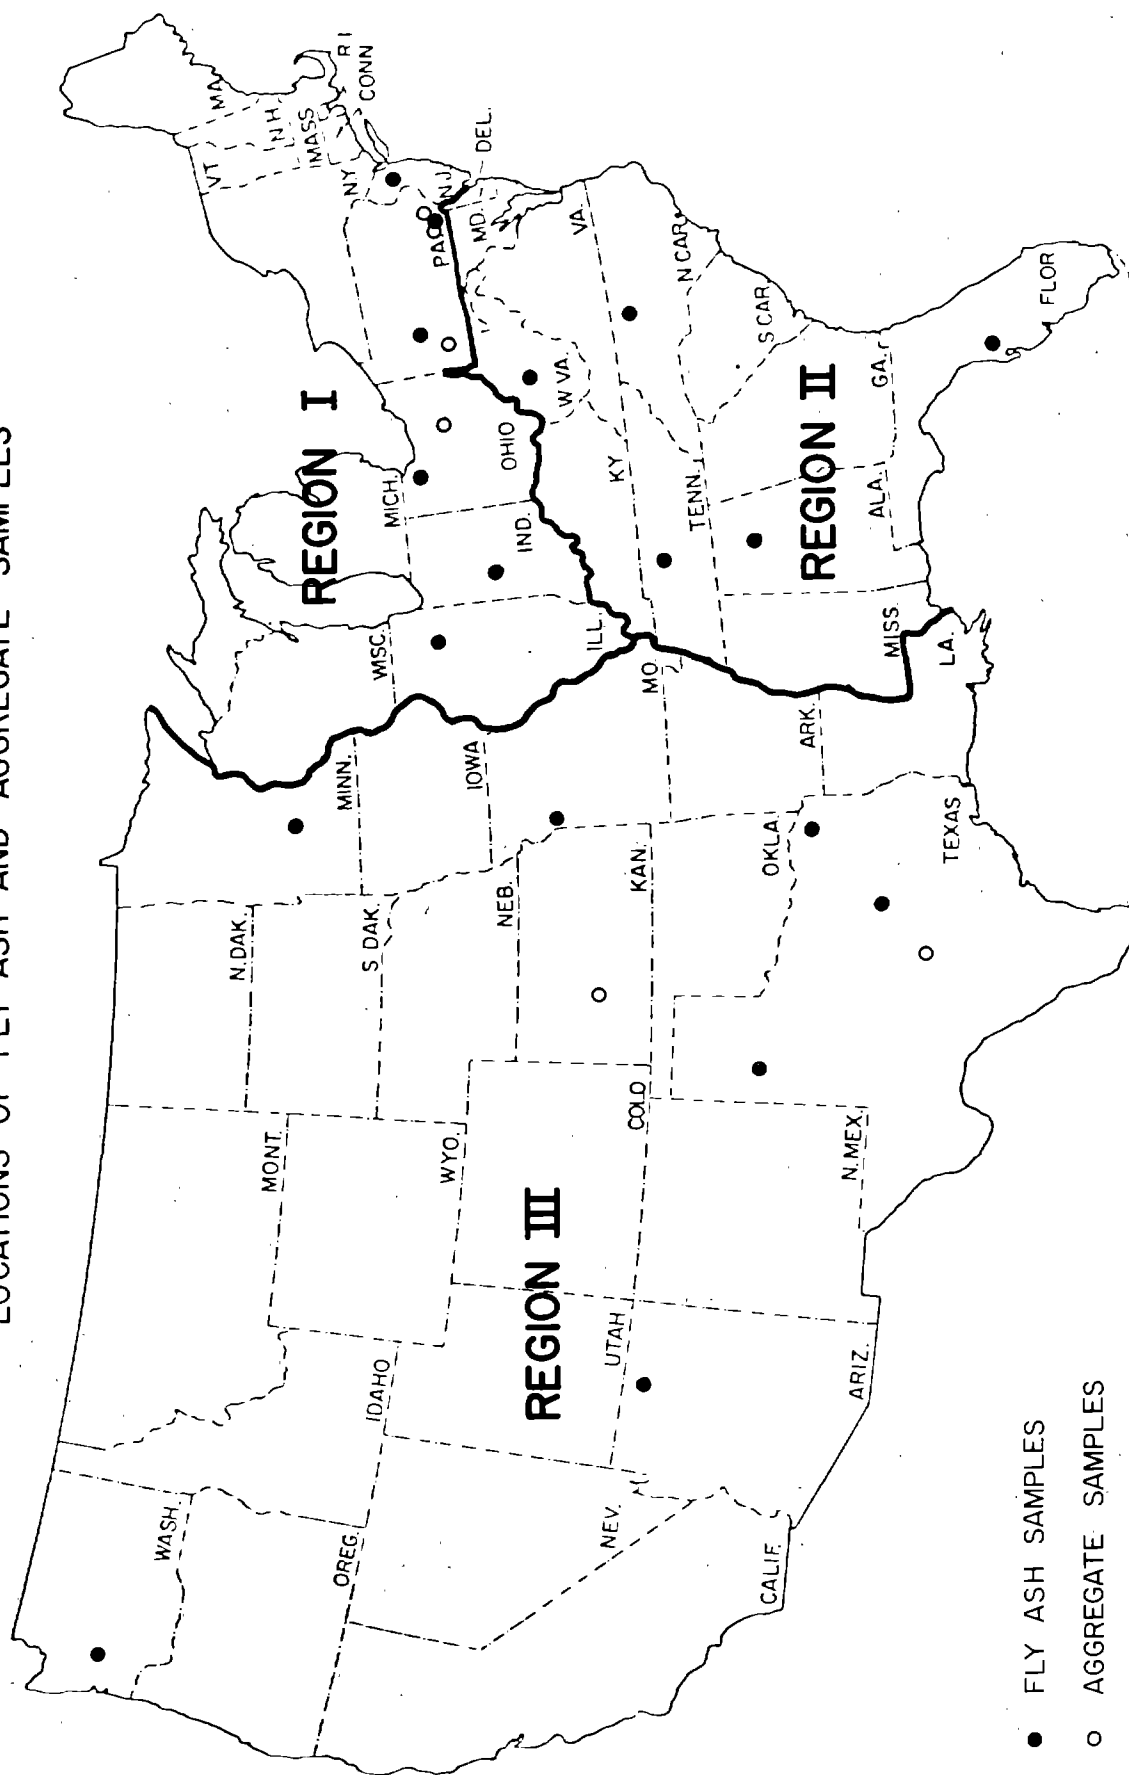 LOCATIONS OF FLY ASH AND AGGREGATE SAMPLES
WASH.
OREG.
CALIF.
NEV.
IDAHO
MONT.
WYO.
UTAH
ARIZ.
COLO
N.MEX.
N.DAK.
S DAK.
NEB.
KAN.
OKLA.
TEXAS
MINN.
IOWA
MO.
ARK.
LA.
WISC.
ILL.
MICH.
IND.
OHIO
KY
TENN.
MISS.
ALA.
GA.
FLOR
S CAR.
N CAR.
VA.
W VA.
MD.
DEL.
PA
N J.
NY
CONN
R I
MASS
N H.
VT
MA
REGION I
REGION II
REGION III
FLY ASH SAMPLES
AGGREGATE SAMPLES